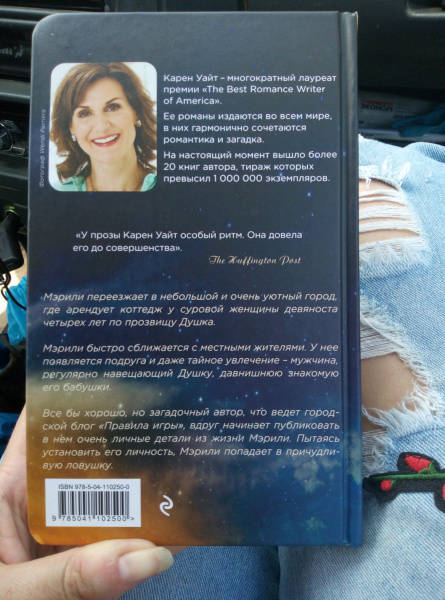 Карен Уайт – многократный лауреат
премии «The Best Romance Writer
of America».
Ее романы издаются во всем мире,
в них гармонично сочетаются
романтика и загадка.
На настоящий момент вышло более
20 книг автора, тираж которых
превысил 1 000 000 экземпляров.
«У прозы Карен Уайт особый ритм. Она довела
его до совершенства».
The Huffington Post
Мэрили переезжает в небольшой и очень уютный город,
где арендует коттедж у суровой женщины девяноста
четырех лет по прозвищу Душка.
Мэрили быстро сближается с местными жителями. У нее
появляется подруга и даже тайное увлечение – мужчина,
регулярно навещающий Душку, давнишнюю знакомую
его бабушки.
Все бы хорошо, но загадочный автор, что ведет город-
ской блог «Правила игры», вдруг начинает публиковать
в нем очень личные детали из жизни Мэрили. Пытаясь
установить его личность, Мэрили попадает в причудли-
вую ловушку.
ISBN 978-5-04-110250-0
9 785041 102500 >